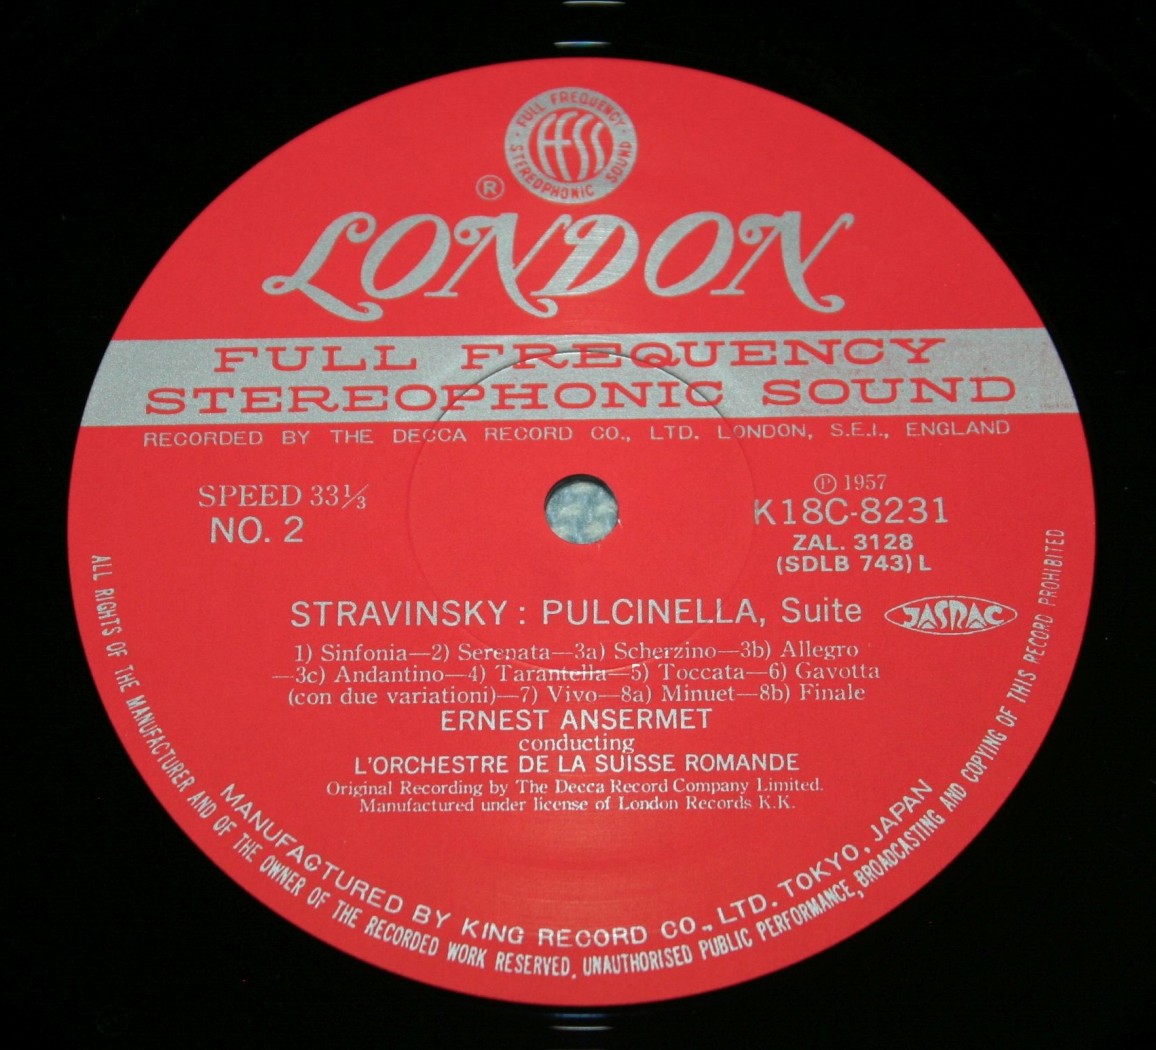 FULL FREQUENCY
STEREOPHONIC SOUND
FFSS
®
LONDON
FULL FREQUENCY
STEREOPHONIC SOUND
RECORDED BY THE DECCA RECORD CO., LTD. LONDON, S.E.I., ENGLAND
SPEED 33⅓
NO. 2
Ⓟ 1957
K18C-8231
ZAL. 3128
(SDLB 743) L
STRAVINSKY : PULCINELLA, Suite
JASRAC
1) Sinfonia—2) Serenata—3a) Scherzino—3b) Allegro
—3c) Andantino—4) Tarantella—5) Toccata—6) Gavotta
(con due variationi)—7) Vivo—8a) Minuet—8b) Finale
ERNEST ANSERMET
conducting
L'ORCHESTRE DE LA SUISSE ROMANDE
Original Recording by The Decca Record Company Limited.
Manufactured under license of London Records K.K.
MANUFACTURED BY KING RECORD CO., LTD. TOKYO, JAPAN
ALL RIGHTS OF THE MANUFACTURER AND OF THE OWNER OF THE RECORDED WORK RESERVED, UNAUTHORISED PUBLIC PERFORMANCE, BROADCASTING AND COPYING OF THIS RECORD PROHIBITED